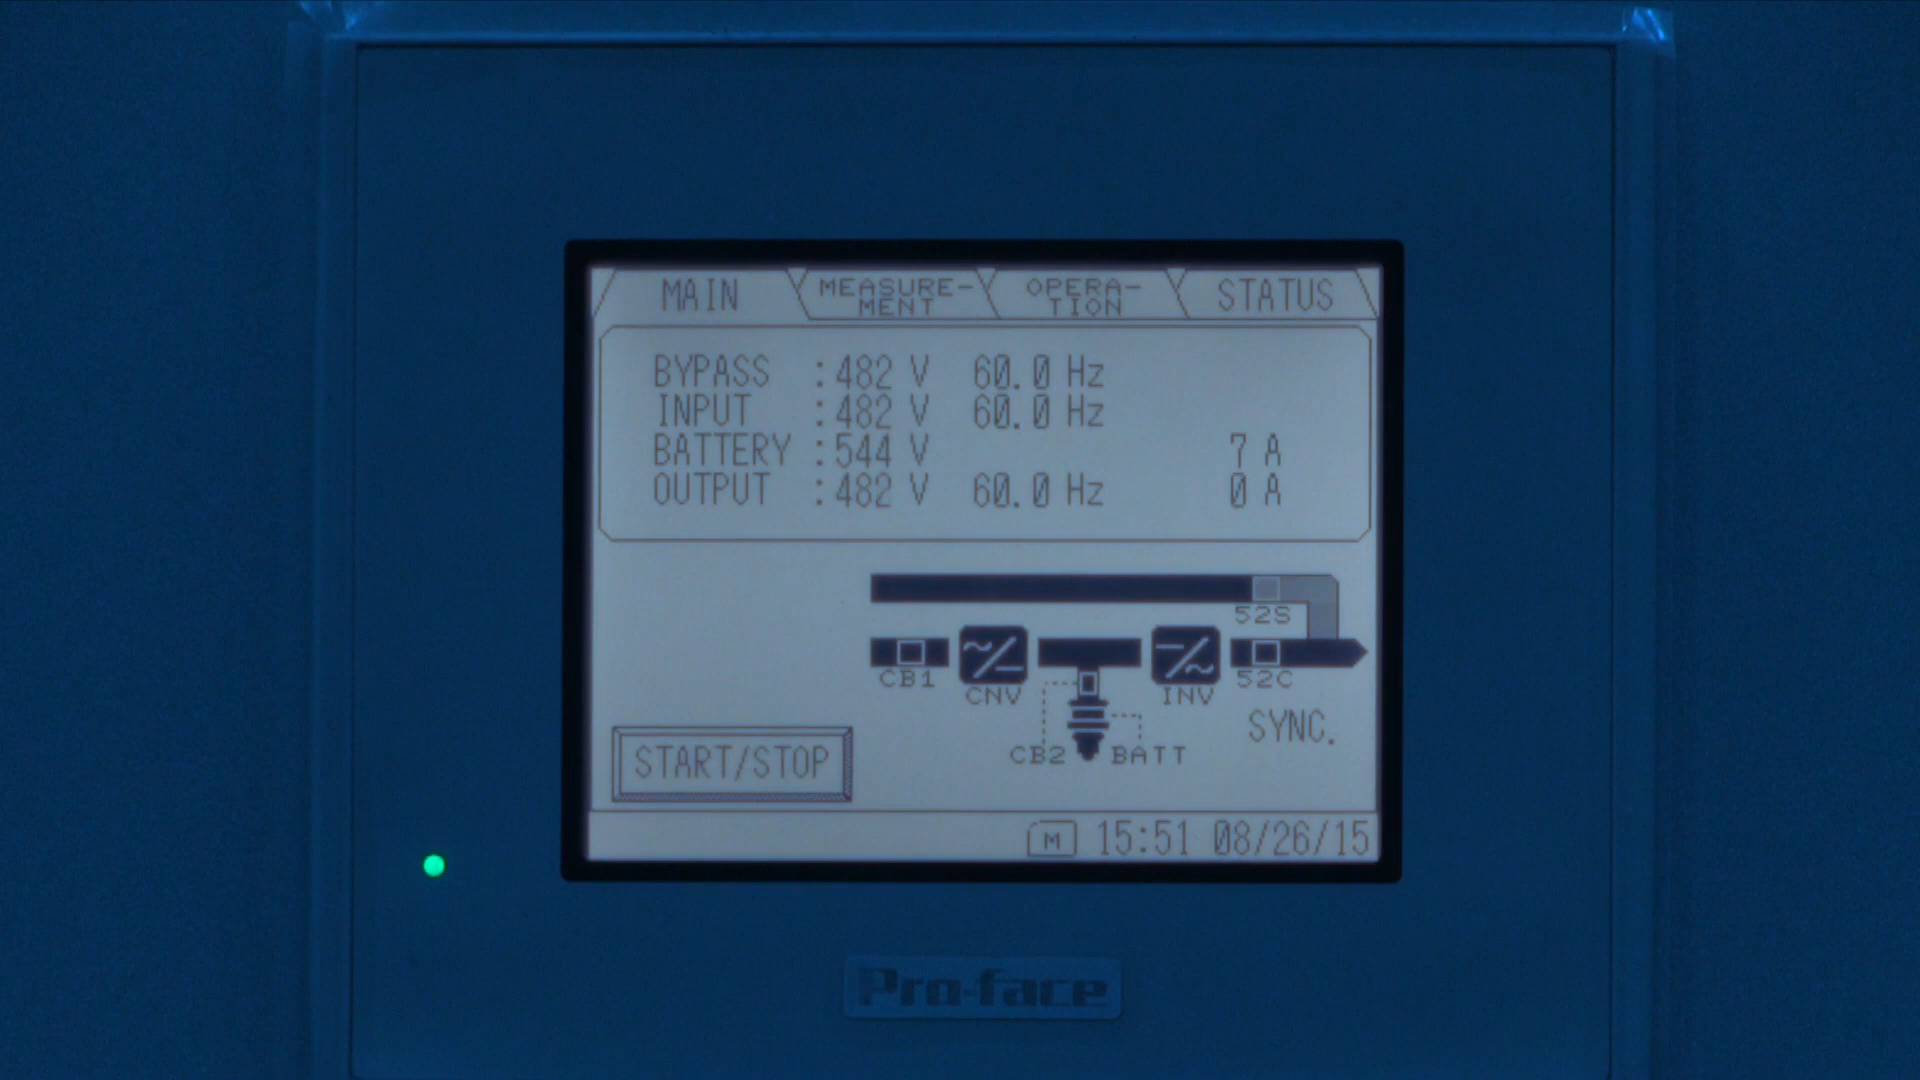 MAIN MEASURE-MENT OPERA-TION STATUS
BYPASS : 482 V 60.0 Hz
INPUT : 482 V 60.0 Hz
BATTERY : 544 V 7 A
OUTPUT : 482 V 60.0 Hz 0 A
52S
CB1 CNV INV 52C
SYNC.
CB2 BATT
START/STOP
M 15:51 08/26/15
Pro-face